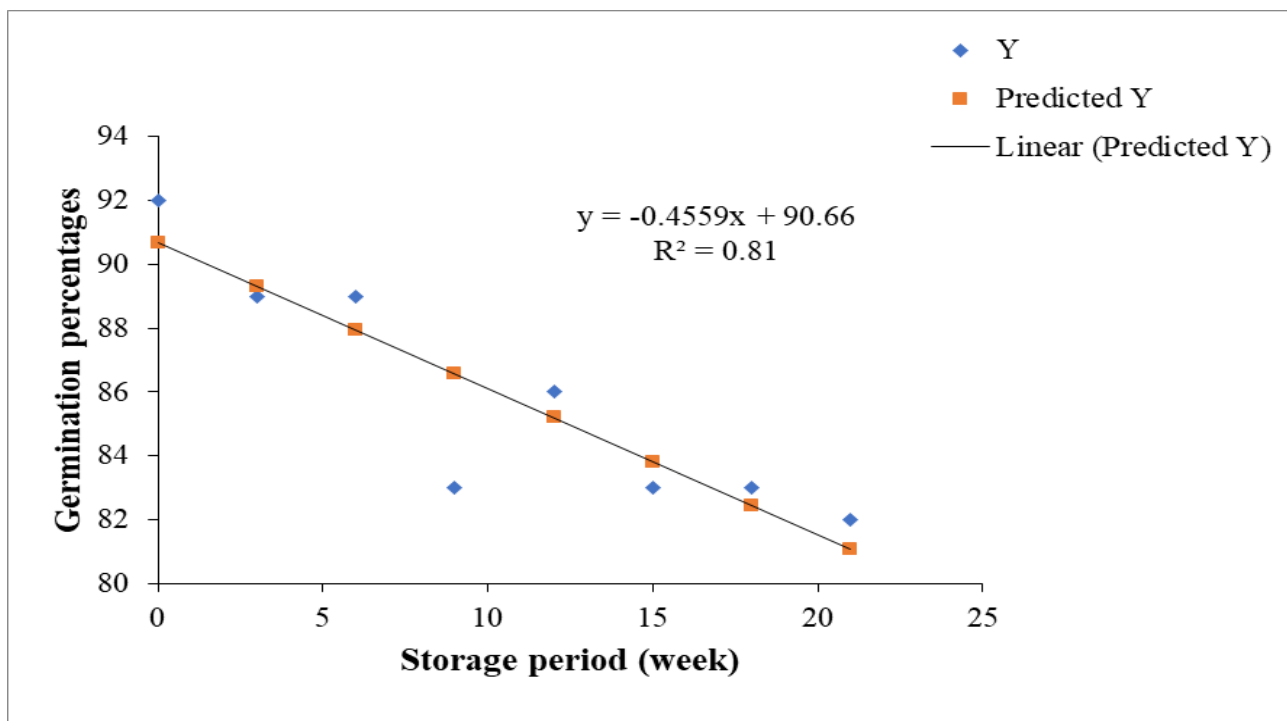 Y
Predicted Y
Linear (Predicted Y)
94
92
90
88
86
84
82
80
Germination percentages
y = -0.4559x + 90.66
R² = 0.81
0 5 10 15 20 25
Storage period (week)